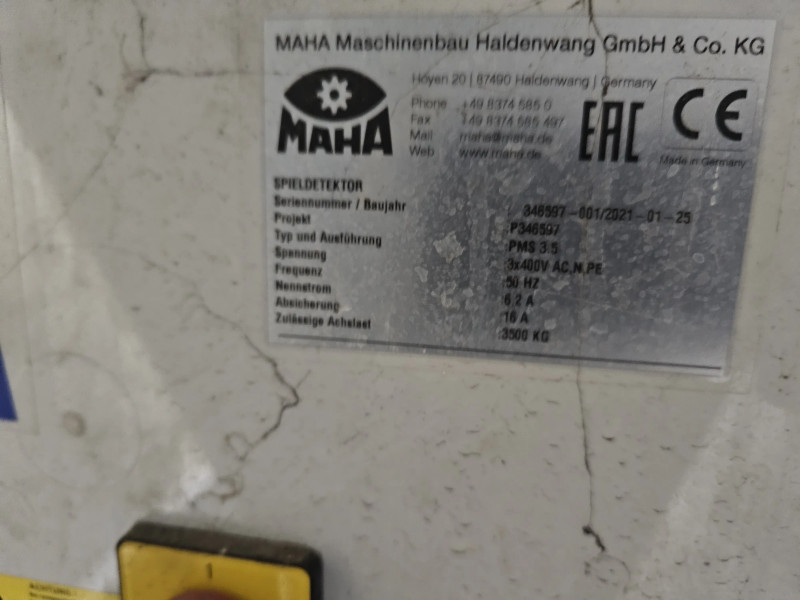 MAHA Maschinenbau Haldenwang GmbH & Co. KG
Hoyen 20 | 87490 Haldenwang | Germany
MAHA
Phone +49 8374 585 0
Fax +49 8374 585 497
Mail maha@maha.de
Web www.maha.de
EAC CE
Made in Germany
SPIELDETEKTOR
Seriennummer / Baujahr : 346597-001/2021-01-25
Projekt :P346597
Typ und Ausführung :PMS 3.5
Spannung :3x400V AC,N,PE
Frequenz :50 HZ
Nennstrom :6,2 A
Absicherung :16 A
Zulässige Achslast :3500 KG
I
ACHTUNG